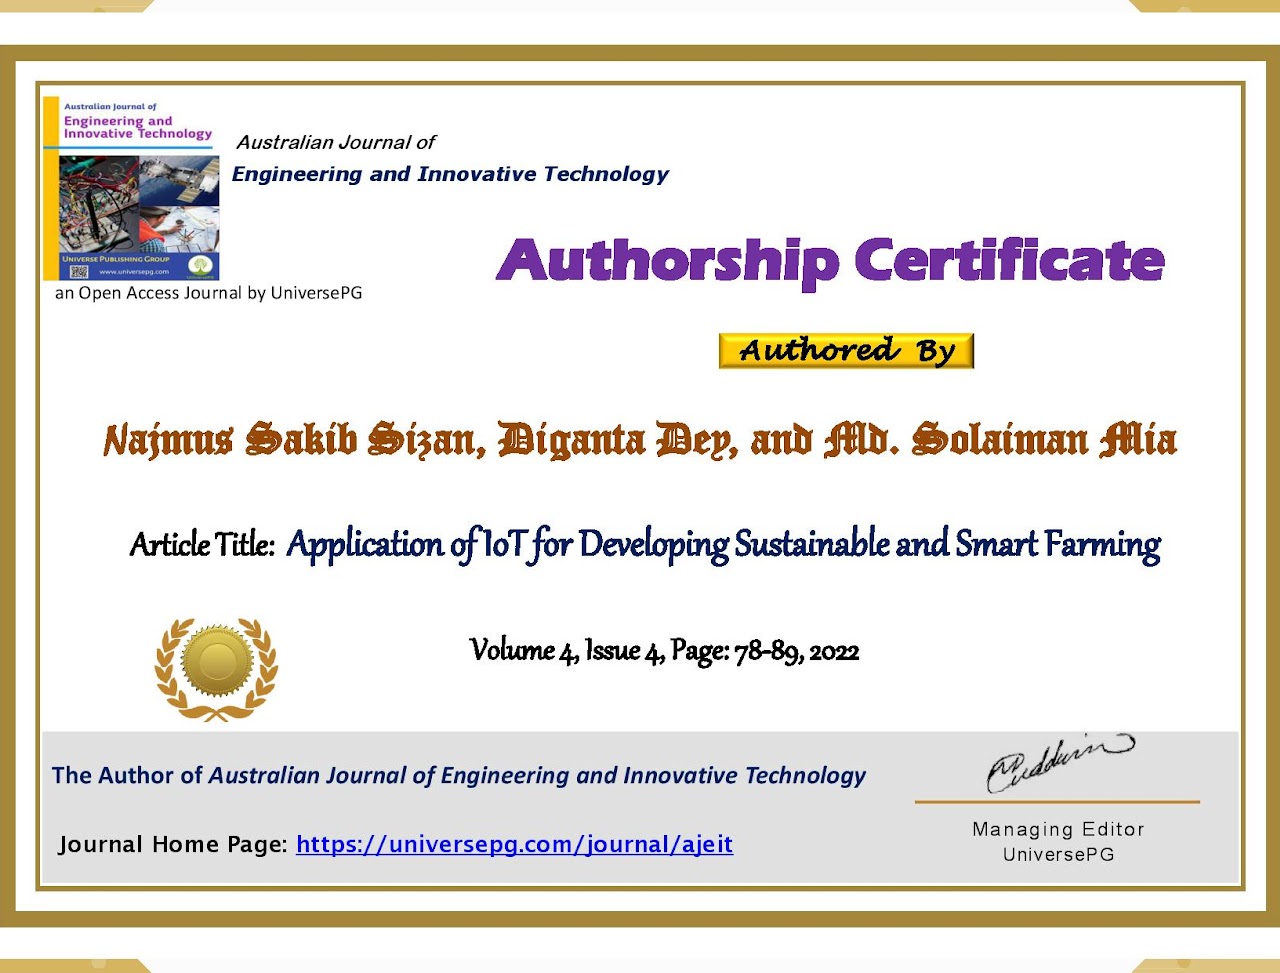 Australian Journal of
Engineering and
Innovative Technology
UNIVERSE PUBLISHING GROUP
www.universepg.com
an Open Access Journal by UniversePG
Australian Journal of
Engineering and Innovative Technology
Authorship Certificate
Authored By
Najmus Sakib Sizan, Diganta Dey, and Md. Solaiman Mia
Article Title: Application of IoT for Developing Sustainable and Smart Farming
Volume 4, Issue 4, Page: 78-89, 2022
The Author of Australian Journal of Engineering and Innovative Technology
Journal Home Page: https://universepg.com/journal/ajeit
Managing Editor
UniversePG